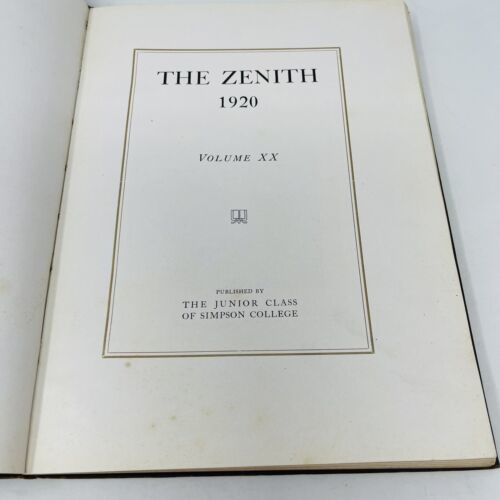 THE ZENITH
1920
VOLUME XX
PUBLISHED BY
THE JUNIOR CLASS
OF SIMPSON COLLEGE